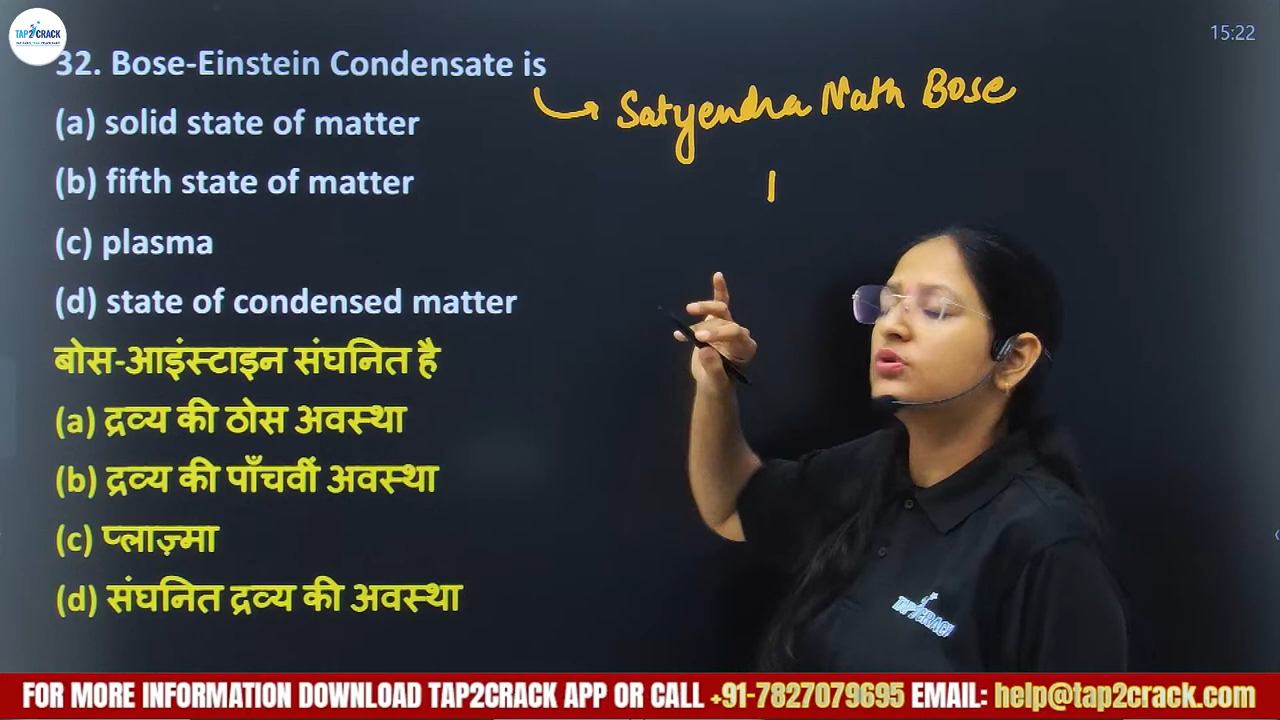 TAP2CRACK
15:22
32. Bose-Einstein Condensate is
Satyendra Nath Bose
(a) solid state of matter
(b) fifth state of matter
(c) plasma
(d) state of condensed matter
बोस-आइंस्टाइन संघनित है
(a) द्रव्य की ठोस अवस्था
(b) द्रव्य की पाँचवीं अवस्था
(c) प्लाज़्मा
(d) संघनित द्रव्य की अवस्था
TAP2CRACK
FOR MORE INFORMATION DOWNLOAD TAP2CRACK APP OR CALL +91-7827079695 EMAIL: help@tap2crack.com